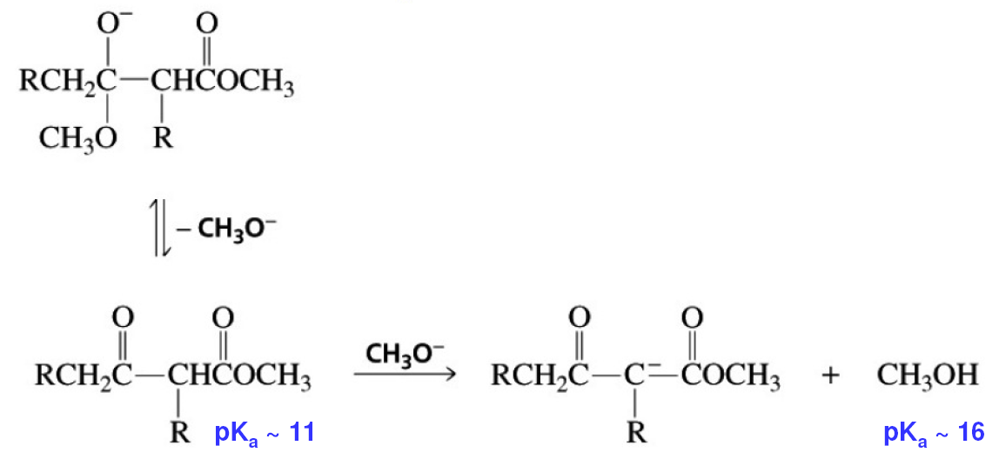 O⁻ O
RCH₂C—CHCOCH₃
CH₃O R
– CH₃O⁻
O O O O
CH₃O⁻
RCH₂C—CHCOCH₃ RCH₂C—C⁻—COCH₃ + CH₃OH
R pKₐ ~ 11 R pKₐ ~ 16